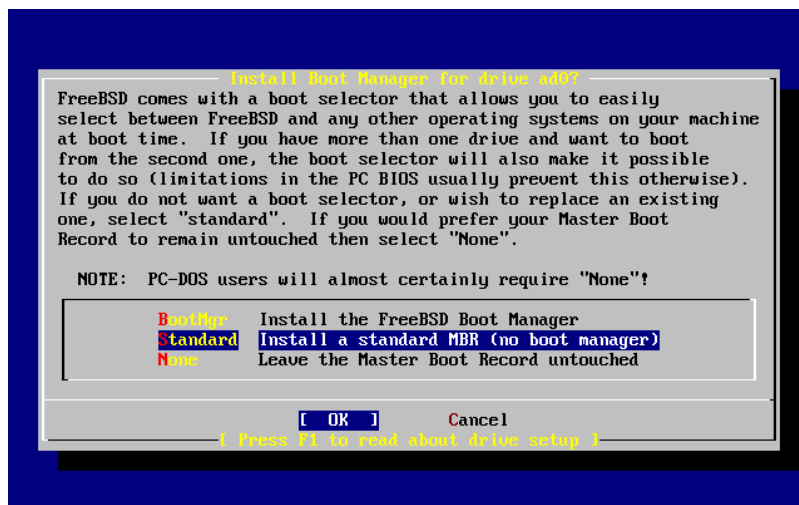 Install Boot Manager for drive ad0?
FreeBSD comes with a boot selector that allows you to easily
select between FreeBSD and any other operating systems on your machine
at boot time.  If you have more than one drive and want to boot
from the second one, the boot selector will also make it possible
to do so (limitations in the PC BIOS usually prevent this otherwise).
If you do not want a boot selector, or wish to replace an existing
one, select "standard".  If you would prefer your Master Boot
Record to remain untouched then select "None".
NOTE:  PC-DOS users will almost certainly require "None"!
BootMgr  Install the FreeBSD Boot Manager
Standard  Install a standard MBR (no boot manager)
None  Leave the Master Boot Record untouched
[  OK  ]  Cancel
[ Press F1 to read about drive setup ]